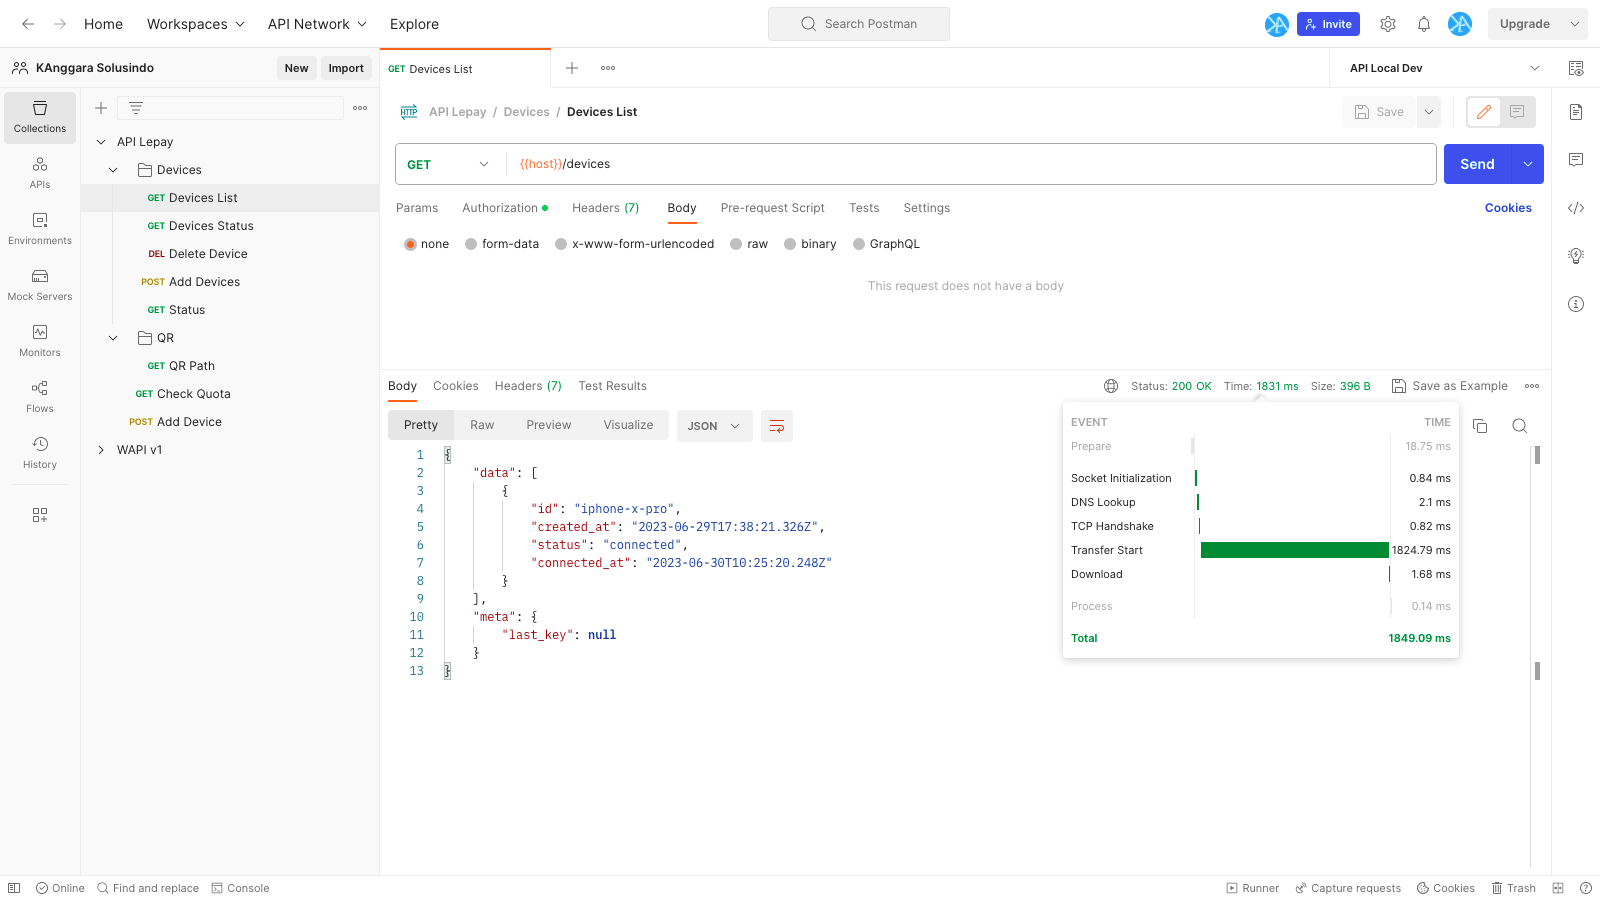 Home Workspaces API Network Explore Search Postman Invite Upgrade
KAnggara Solusindo New Import GET Devices List API Local Dev
Collections
APIs
Environments
Mock Servers
Monitors
Flows
History
API Lepay
Devices
GET Devices List
GET Devices Status
DEL Delete Device
POST Add Devices
GET Status
QR
GET QR Path
GET Check Quota
POST Add Device
WAPI v1
HTTP API Lepay / Devices / Devices List Save
GET {{host}}/devices Send
Params Authorization Headers (7) Body Pre-request Script Tests Settings Cookies
none form-data x-www-form-urlencoded raw binary GraphQL
This request does not have a body
Body Cookies Headers (7) Test Results Status: 200 OK Time: 1831 ms Size: 396 B Save as Example
Pretty Raw Preview Visualize JSON
1 {
2 "data": [
3 {
4 "id": "iphone-x-pro",
5 "created_at": "2023-06-29T17:38:21.326Z",
6 "status": "connected",
7 "connected_at": "2023-06-30T10:25:20.248Z"
8 }
9 ],
10 "meta": {
11 "last_key": null
12 }
13 }
EVENT TIME
Prepare 18.75 ms
Socket Initialization 0.84 ms
DNS Lookup 2.1 ms
TCP Handshake 0.82 ms
Transfer Start 1824.79 ms
Download 1.68 ms
Process 0.14 ms
Total 1849.09 ms
Online Find and replace Console Runner Capture requests Cookies Trash